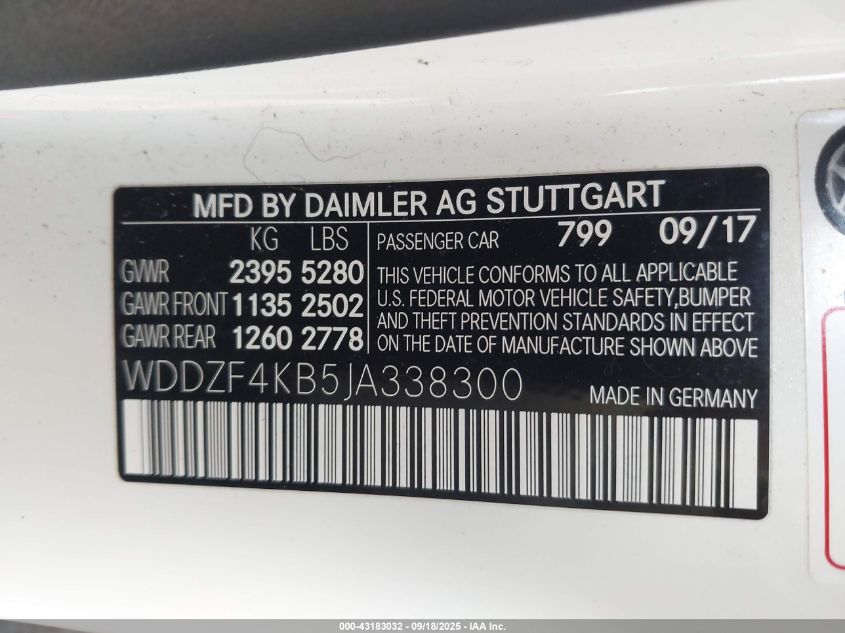 MFD BY DAIMLER AG STUTTGART
KG LBS
PASSENGER CAR 799 09/17
GVWR 2395 5280
GAWR FRONT 1135 2502
GAWR REAR 1260 2778
THIS VEHICLE CONFORMS TO ALL APPLICABLE
U.S. FEDERAL MOTOR VEHICLE SAFETY,BUMPER
AND THEFT PREVENTION STANDARDS IN EFFECT
ON THE DATE OF MANUFACTURE SHOWN ABOVE
WDDZF4KB5JA338300
MADE IN GERMANY
000-43183032 - 09/18/2025 - IAA Inc.